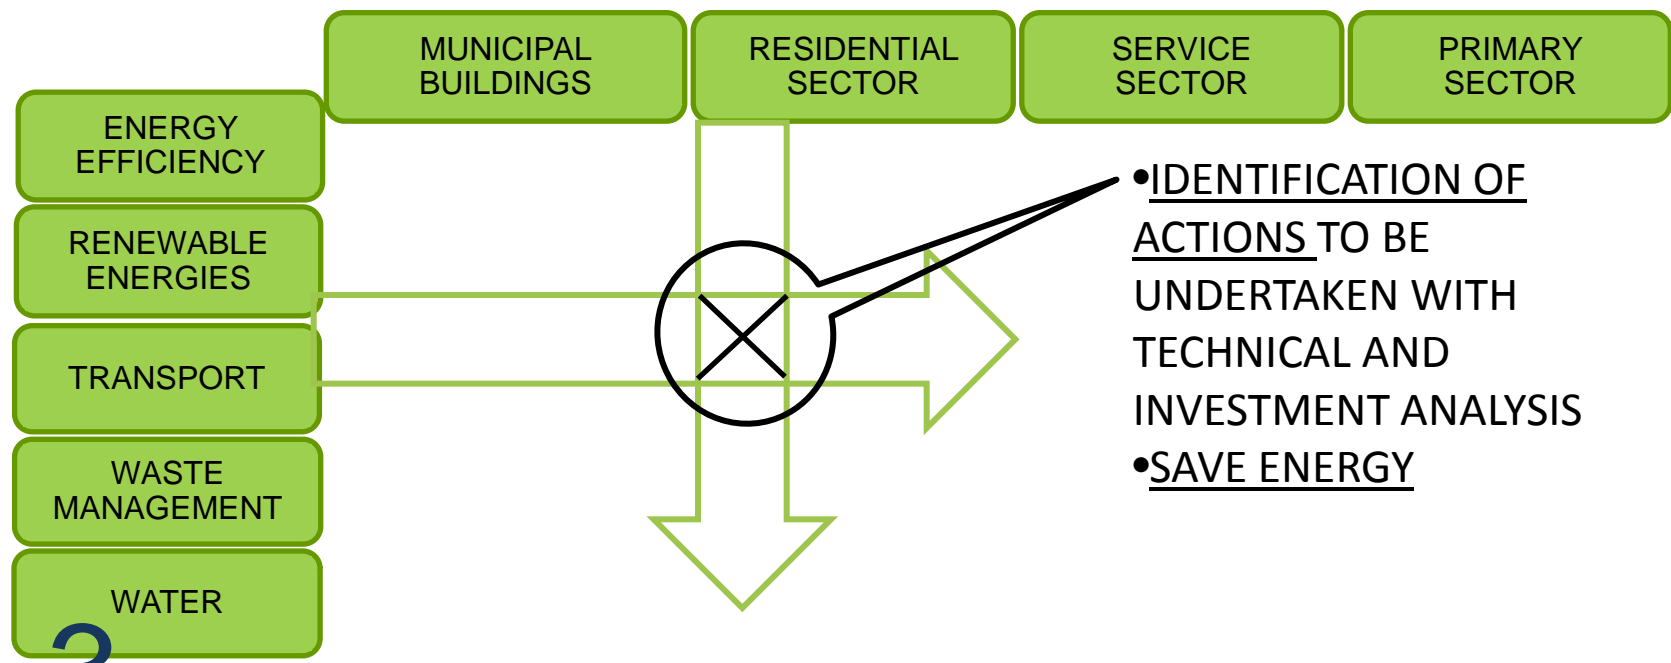 MUNICIPAL
BUILDINGS
RESIDENTIAL
SECTOR
SERVICE
SECTOR
PRIMARY
SECTOR
ENERGY
EFFICIENCY
RENEWABLE
ENERGIES
TRANSPORT
WASTE
MANAGEMENT
WATER
•IDENTIFICATION OF
ACTIONS TO BE
UNDERTAKEN WITH
TECHNICAL AND
INVESTMENT ANALYSIS
•SAVE ENERGY